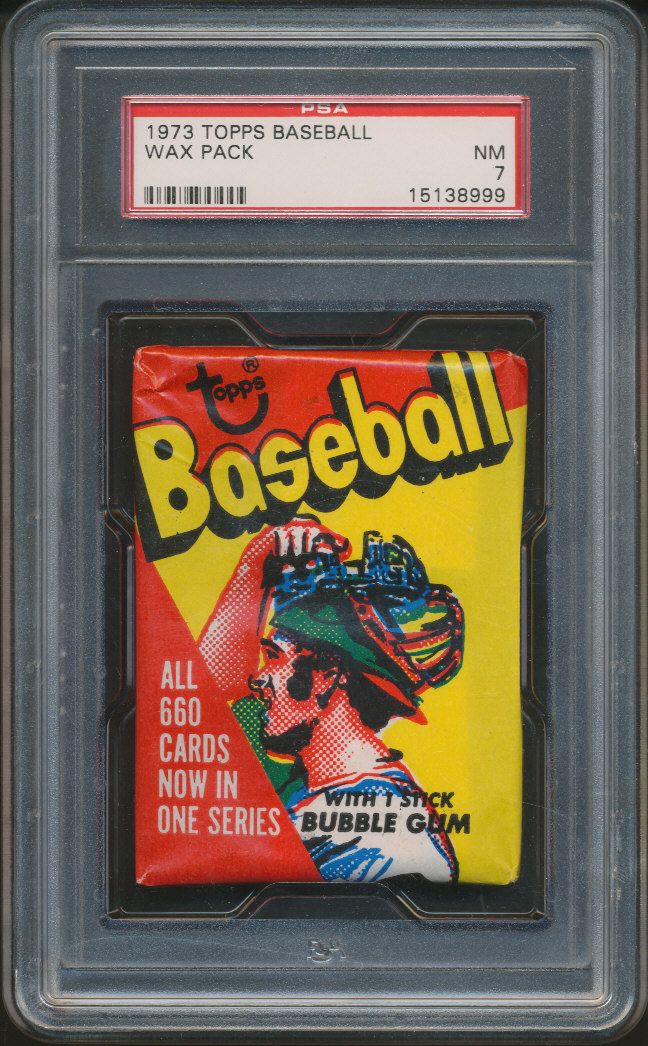 PSA
1973 TOPPS BASEBALL
WAX PACK
NM
7
15138999
Topps®
Baseball
ALL
660
CARDS
NOW IN
ONE SERIES
WITH 1 STICK
BUBBLE GUM
PSA